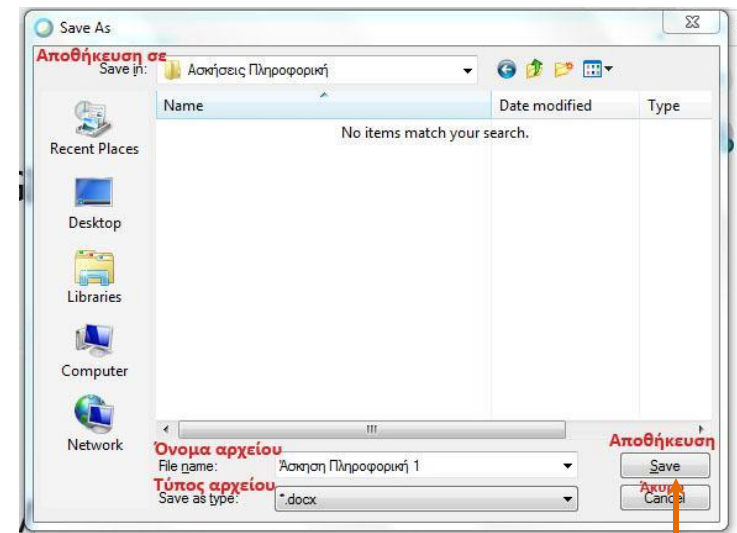 Save As
Αποθήκευση σε
Save in: Ασκήσεις Πληροφορική
Name Date modified Type
No items match your search.
Recent Places
Desktop
Libraries
Computer
Network
Όνομα αρχείου Αποθήκευση
File name: Άσκηση Πληροφορική 1 Save
Τύπος αρχείου Άκυρο
Save as type: *.docx Cancel